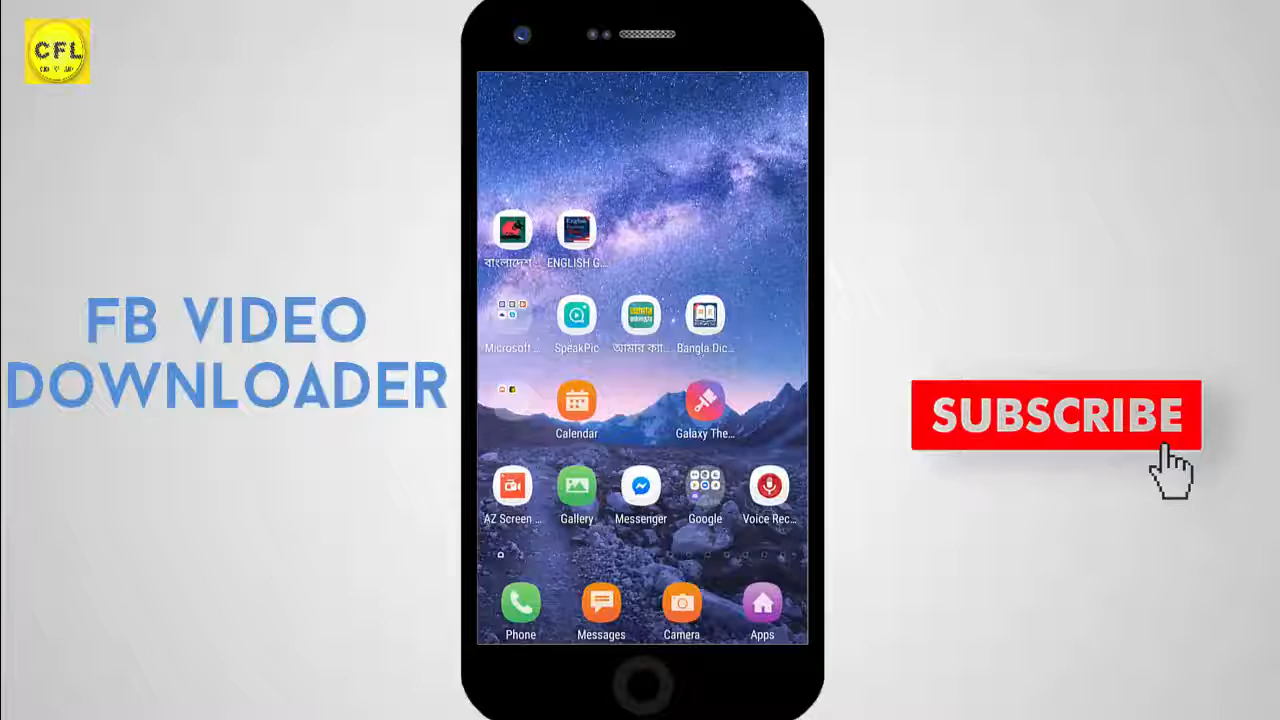 CFL
FB VIDEO
DOWNLOADER
বাংলাদেশ...
ENGLISH G...
Microsoft ...
SpeakPic
আমার ক্যা...
Bangla Dic...
Calendar
Galaxy The...
AZ Screen ...
Gallery
Messenger
Google
Voice Rec...
Phone
Messages
Camera
Apps
SUBSCRIBE